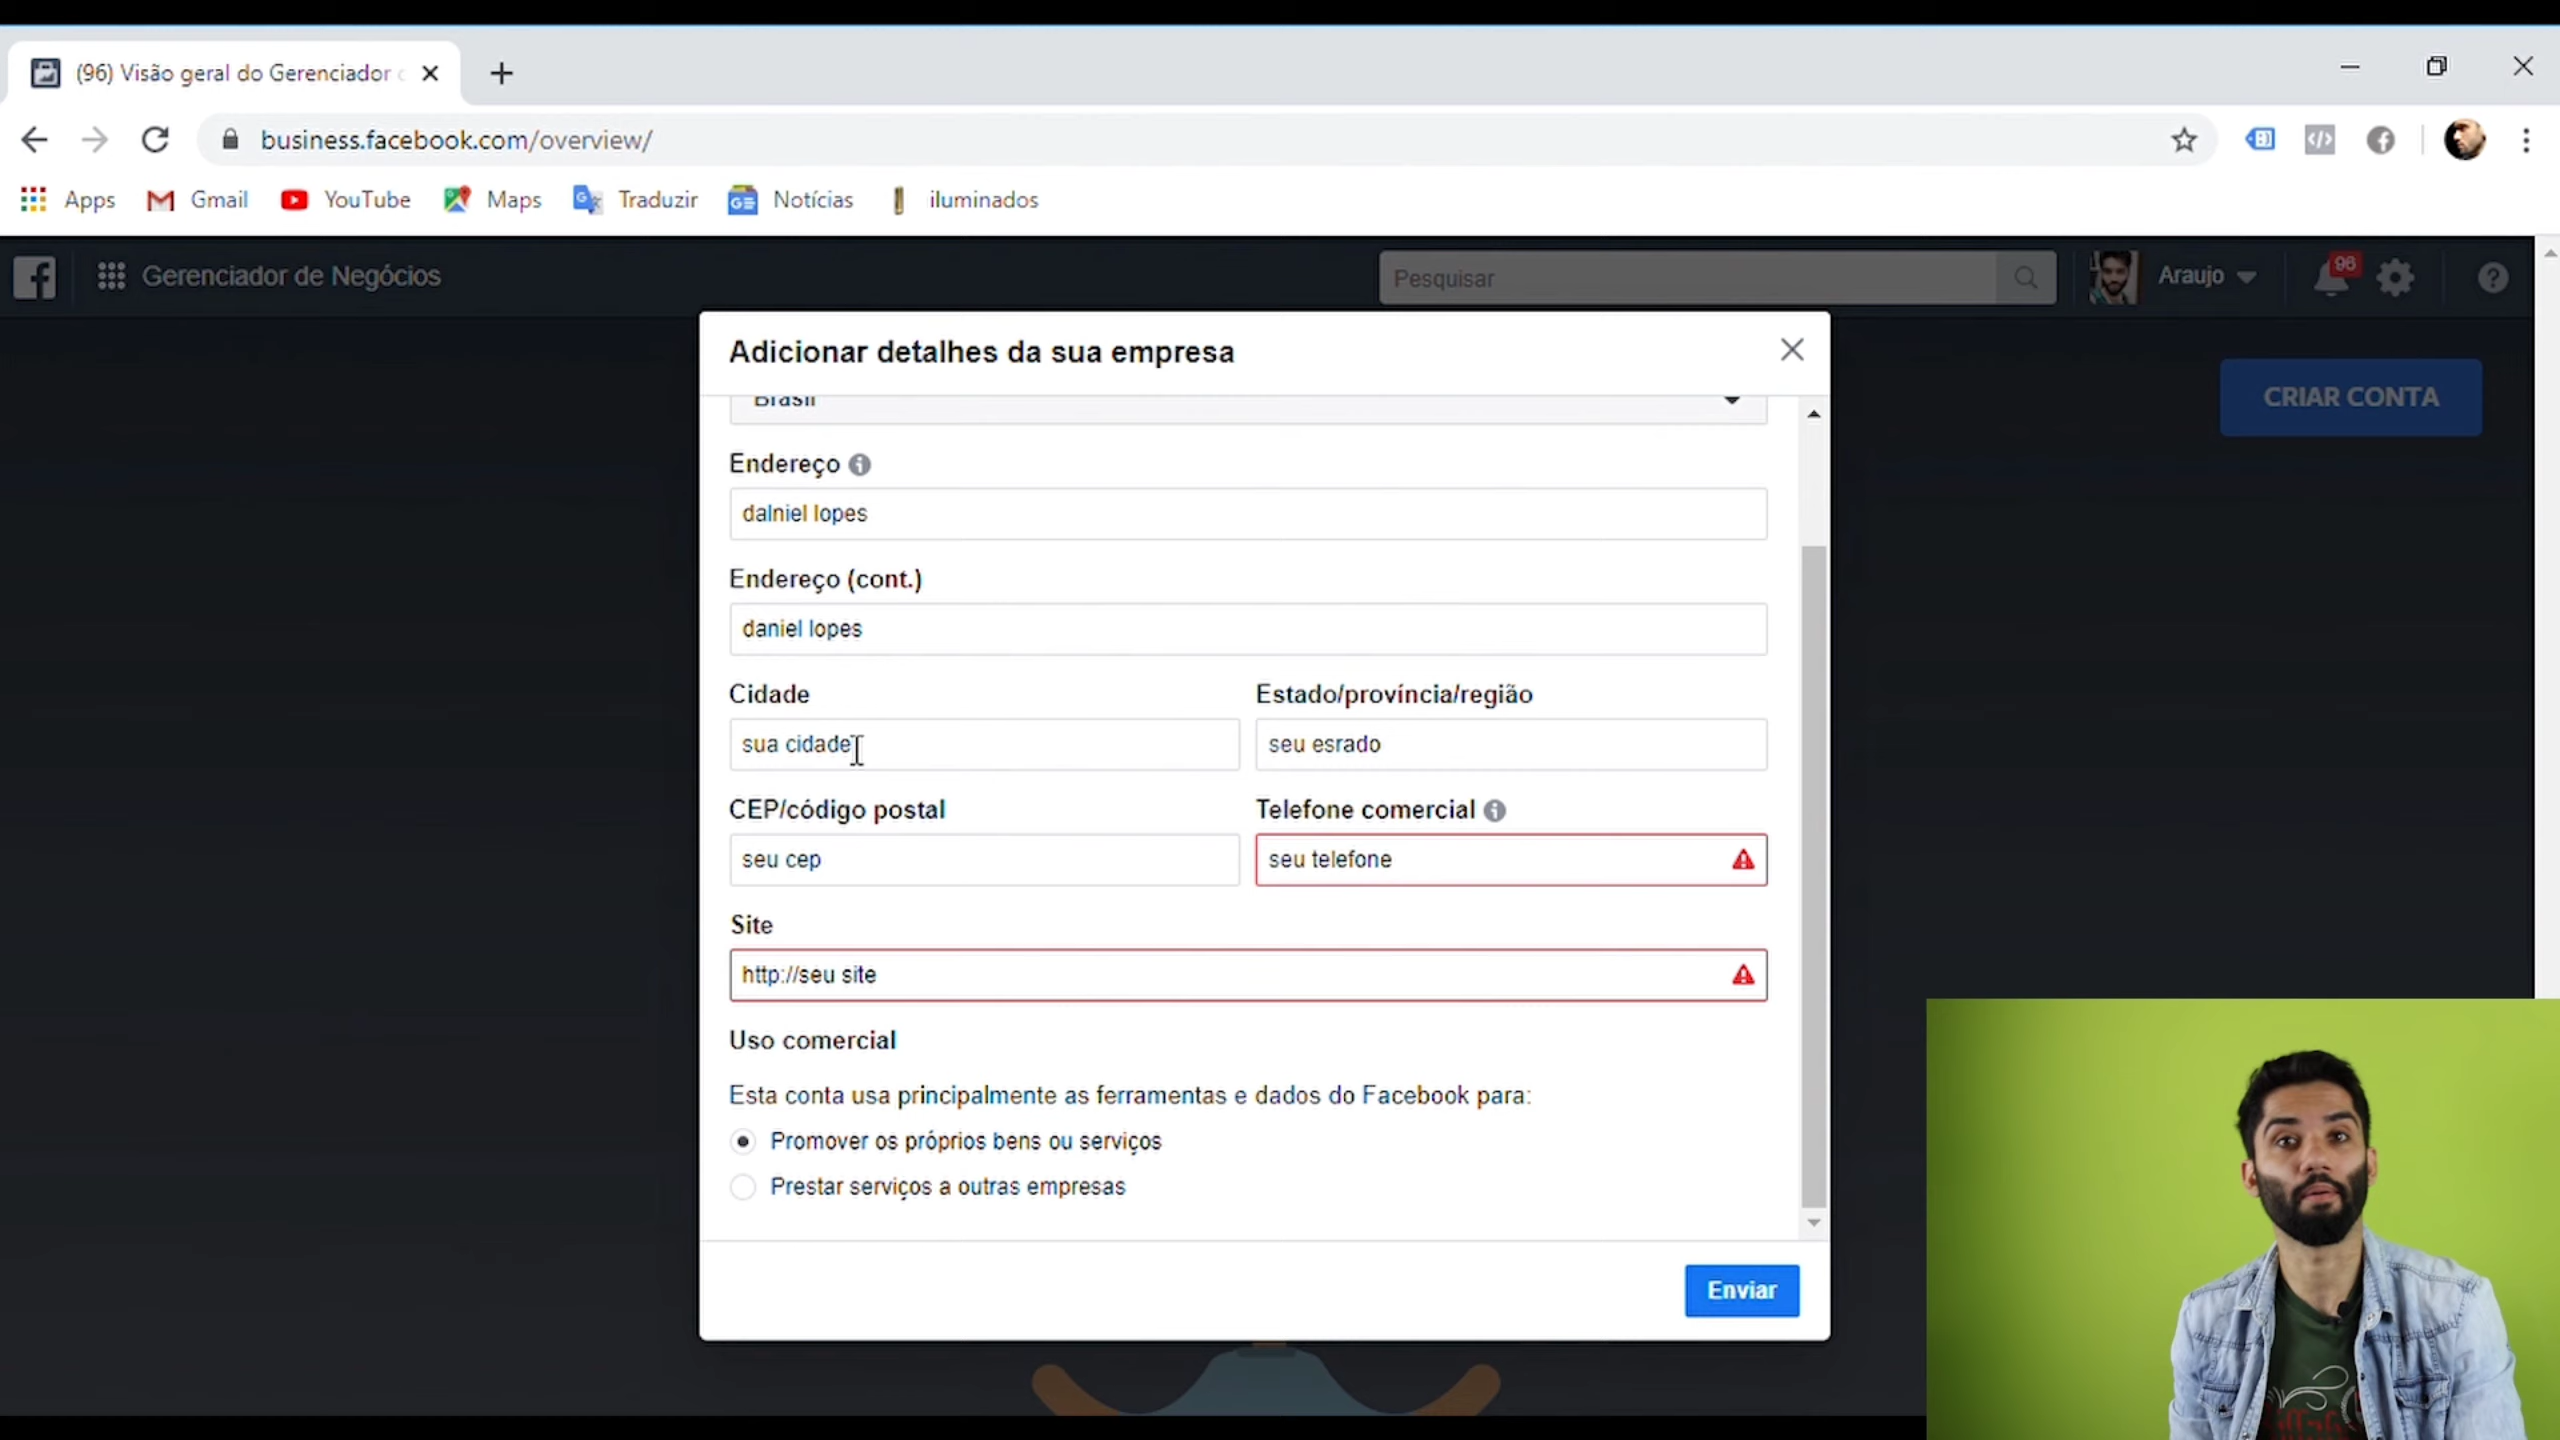 (96) Visão geral do Gerenciador
business.facebook.com/overview/
Apps Gmail YouTube Maps Traduzir Notícias iluminados
Gerenciador de Negócios Pesquisar Araujo 96
Adicionar detalhes da sua empresa
CRIAR CONTA
Brasil
Endereço
dalniel lopes
Endereço (cont.)
daniel lopes
Cidade Estado/província/região
sua cidade seu esrado
CEP/código postal Telefone comercial
seu cep seu telefone
Site
http://seu site
Uso comercial
Esta conta usa principalmente as ferramentas e dados do Facebook para:
Promover os próprios bens ou serviços
Prestar serviços a outras empresas
Enviar